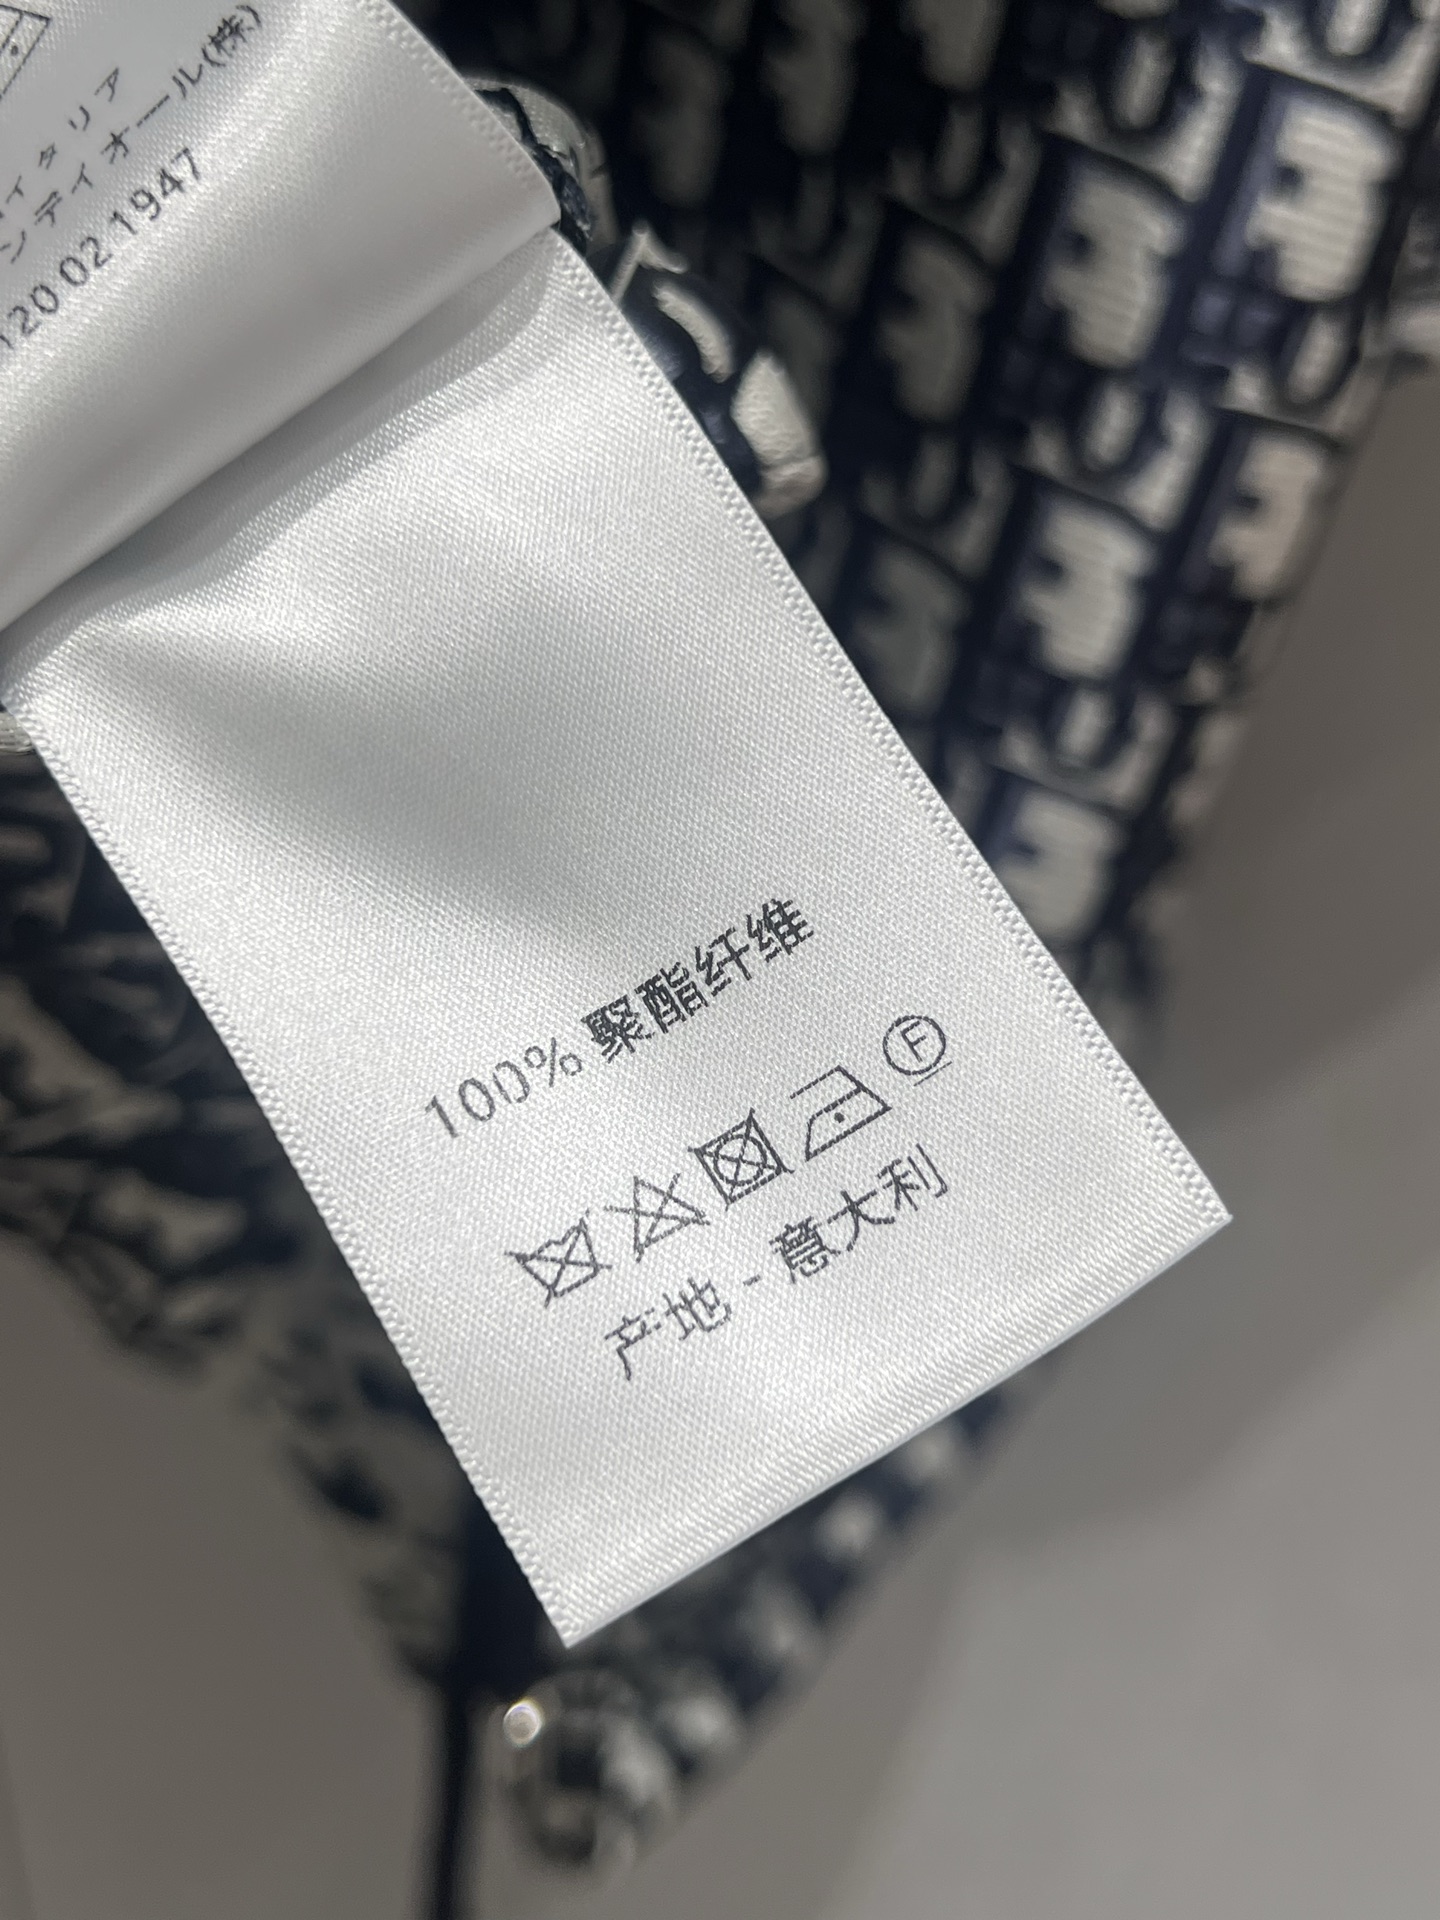 イタリア
ンディオール(株)
120 02 1947
100% 聚酯纤维
F
产地 - 意大利